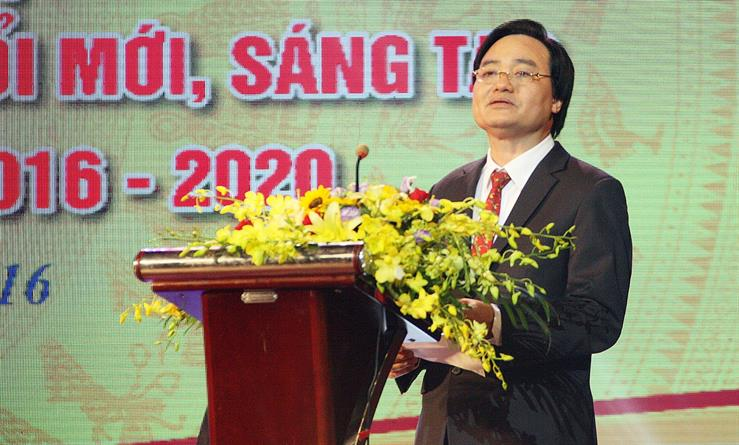 ỔI MỚI, SÁNG T
016 - 2020
16